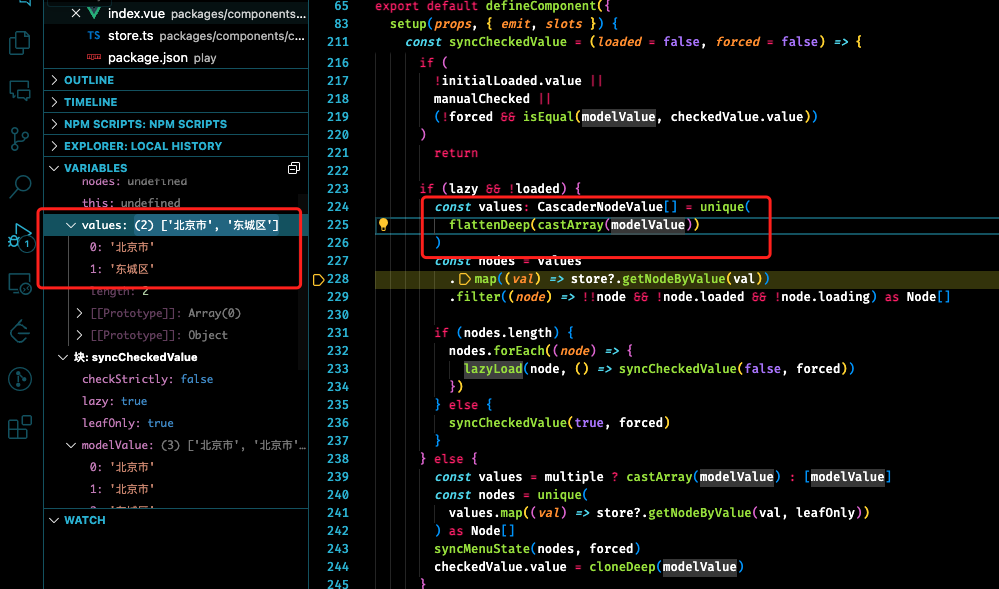 index.vue packages/components...
TS store.ts packages/components/c...
package.json play
OUTLINE
TIMELINE
NPM SCRIPTS: NPM SCRIPTS
EXPLORER: LOCAL HISTORY
VARIABLES
nodes: undefined
this: undefined
values: (2) ['北京市', '东城区']
0: '北京市'
1: '东城区'
length: 2
[[Prototype]]: Array(0)
[[Prototype]]: Object
块: syncCheckedValue
checkStrictly: false
lazy: true
leafOnly: true
modelValue: (3) ['北京市', '北京市'...
0: '北京市'
1: '北京市'
WATCH
1
65 export default defineComponent({
83 setup(props, { emit, slots }) {
211 const syncCheckedValue = (loaded = false, forced = false) => {
216 if (
217 !initialLoaded.value ||
218 manualChecked ||
219 (!forced && isEqual(modelValue, checkedValue.value))
220 )
221 return
222
223 if (lazy && !loaded) {
224 const values: CascaderNodeValue[] = unique(
225 flattenDeep(castArray(modelValue))
226 )
227 const nodes = values
228 .map((val) => store?.getNodeByValue(val))
229 .filter((node) => !!node && !node.loaded && !node.loading) as Node[]
230
231 if (nodes.length) {
232 nodes.forEach((node) => {
233 lazyLoad(node, () => syncCheckedValue(false, forced))
234 })
235 } else {
236 syncCheckedValue(true, forced)
237 }
238 } else {
239 const values = multiple ? castArray(modelValue) : [modelValue]
240 const nodes = unique(
241 values.map((val) => store?.getNodeByValue(val, leafOnly))
242 ) as Node[]
243 syncMenuState(nodes, forced)
244 checkedValue.value = cloneDeep(modelValue)
245 }